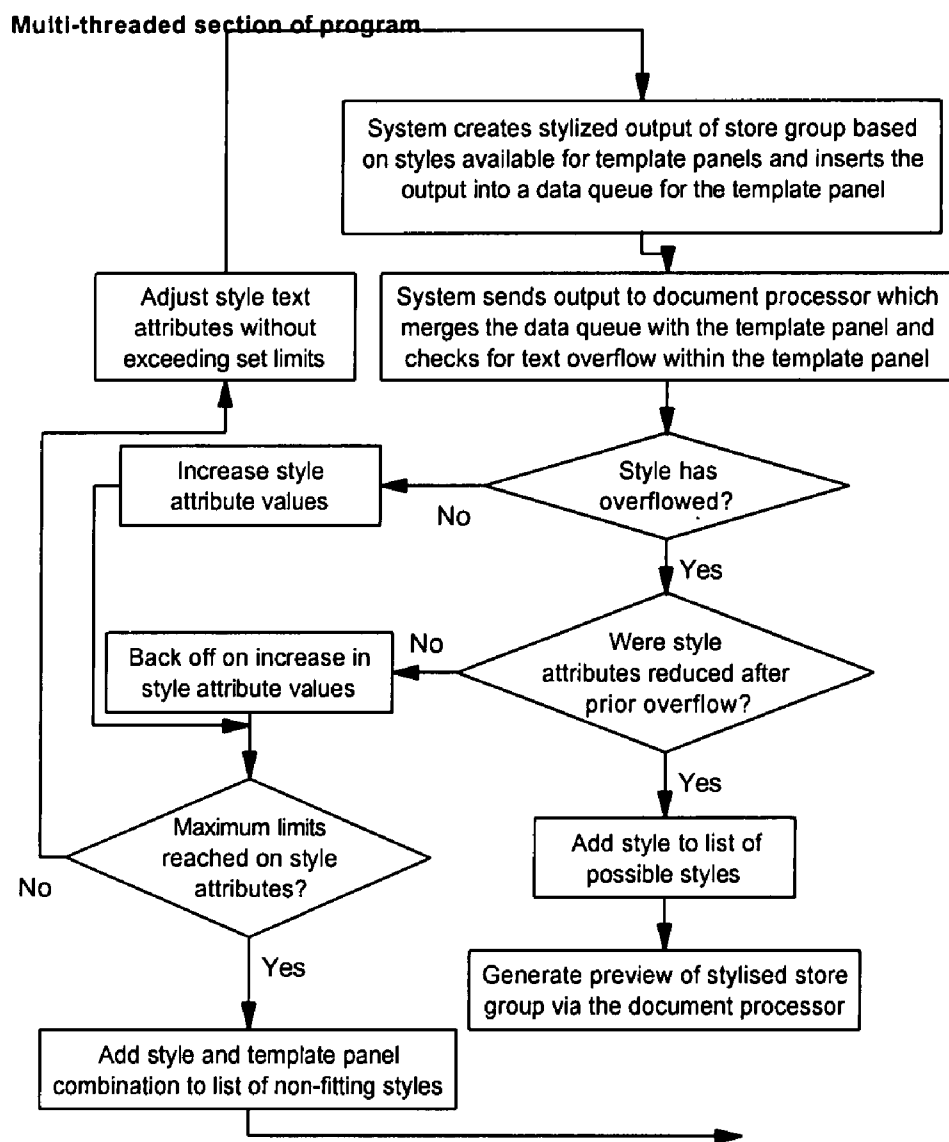 Multi-threaded section of program
System creates stylized output of store group based
on styles available for template panels and inserts the
output into a data queue for the template panel
Adjust style text
attributes without
exceeding set limits
System sends output to document processor which
merges the data queue with the template panel and
checks for text overflow within the template panel
Increase style
attribute values
No
Style has
overflowed?
Yes
Back off on increase in
style attribute values
No
Were style
attributes reduced after
prior overflow?
Yes
Maximum limits
reached on style
attributes?
No
Yes
Add style to list of
possible styles
Generate preview of stylised store
group via the document processor
Add style and template panel
combination to list of non-fitting styles